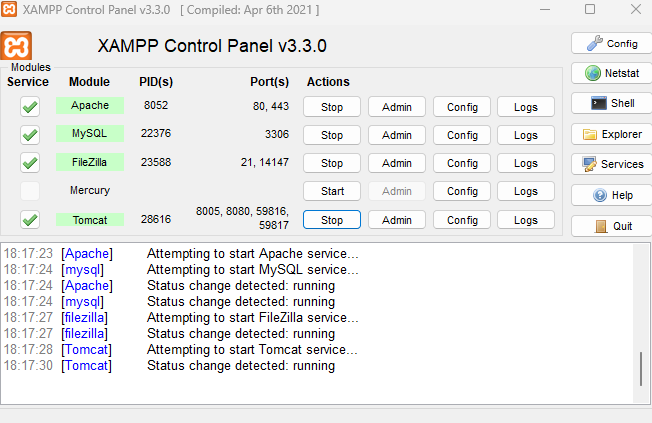 XAMPP Control Panel v3.3.0 [ Compiled: Apr 6th 2021 ]
XAMPP Control Panel v3.3.0
Config
Modules
Service Module PID(s) Port(s) Actions
Netstat
Apache 8052 80, 443 Stop Admin Config Logs
Shell
MySQL 22376 3306 Stop Admin Config Logs
Explorer
FileZilla 23588 21, 14147 Stop Admin Config Logs
Services
Mercury Start Admin Config Logs
Help
Tomcat 28616 8005, 8080, 59816, 59817 Stop Admin Config Logs
Quit
18:17:23 [Apache] Attempting to start Apache service...
18:17:24 [mysql] Attempting to start MySQL service...
18:17:24 [Apache] Status change detected: running
18:17:24 [mysql] Status change detected: running
18:17:27 [filezilla] Attempting to start FileZilla service...
18:17:27 [filezilla] Status change detected: running
18:17:28 [Tomcat] Attempting to start Tomcat service...
18:17:30 [Tomcat] Status change detected: running